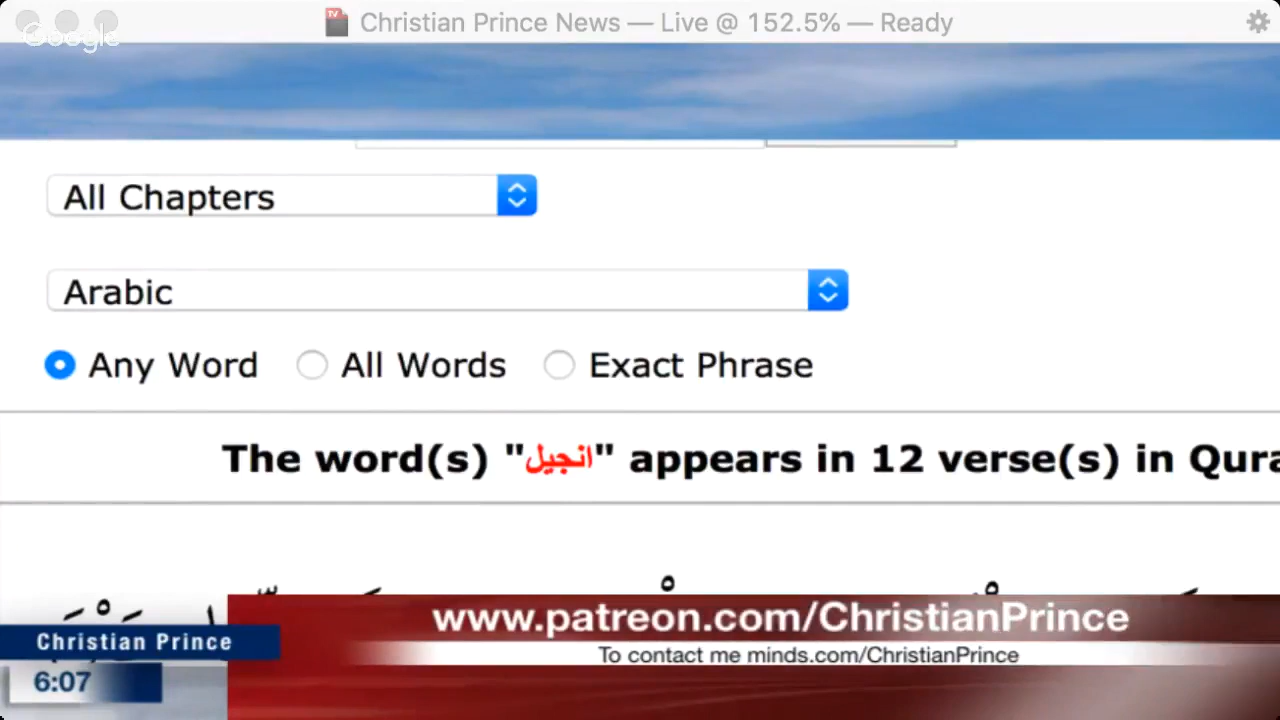 Christian Prince News — Live @ 152.5% — Ready
Google
All Chapters
Arabic
Any Word All Words Exact Phrase
The word(s) "انجيل" appears in 12 verse(s) in Qura
www.patreon.com/ChristianPrince
Christian Prince
To contact me minds.com/ChristianPrince
6:07